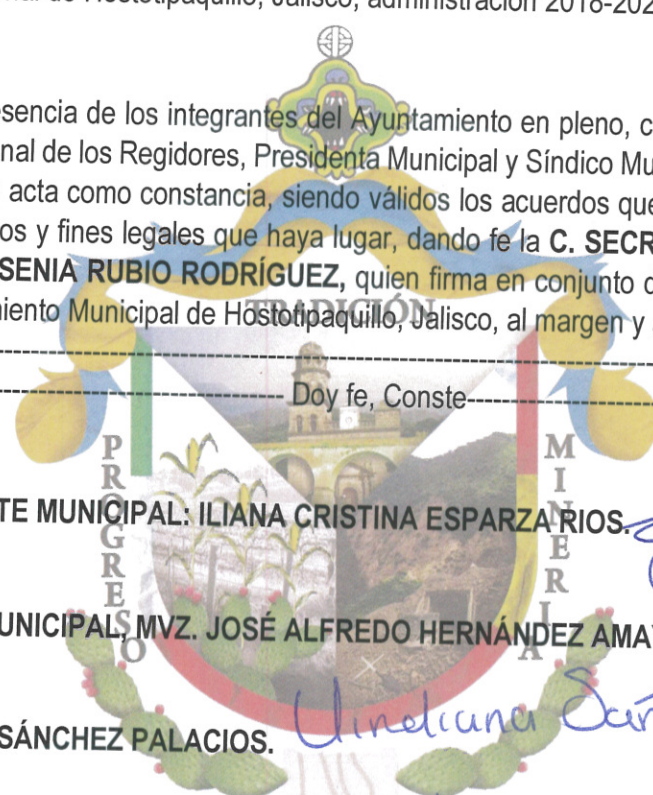 nal de Hostotipaquillo, Jalisco, administración 2018-202
esencia de los integrantes del Ayuntamiento en pleno, c
nal de los Regidores, Presidenta Municipal y Síndico Mu
acta como constancia, siendo válidos los acuerdos que
os y fines legales que haya lugar, dando fe la C. SECR
SENIA RUBIO RODRÍGUEZ, quien firma en conjunto c
niento Municipal de Hostotipaquillo, Jalisco, al margen y
TRADICIÓN
Doy fe, Conste
PROGRESO
MINERIA
TE MUNICIPAL: ILIANA CRISTINA ESPARZA RIOS.
UNICIPAL, MVZ. JOSÉ ALFREDO HERNÁNDEZ AMA
SÁNCHEZ PALACIOS.